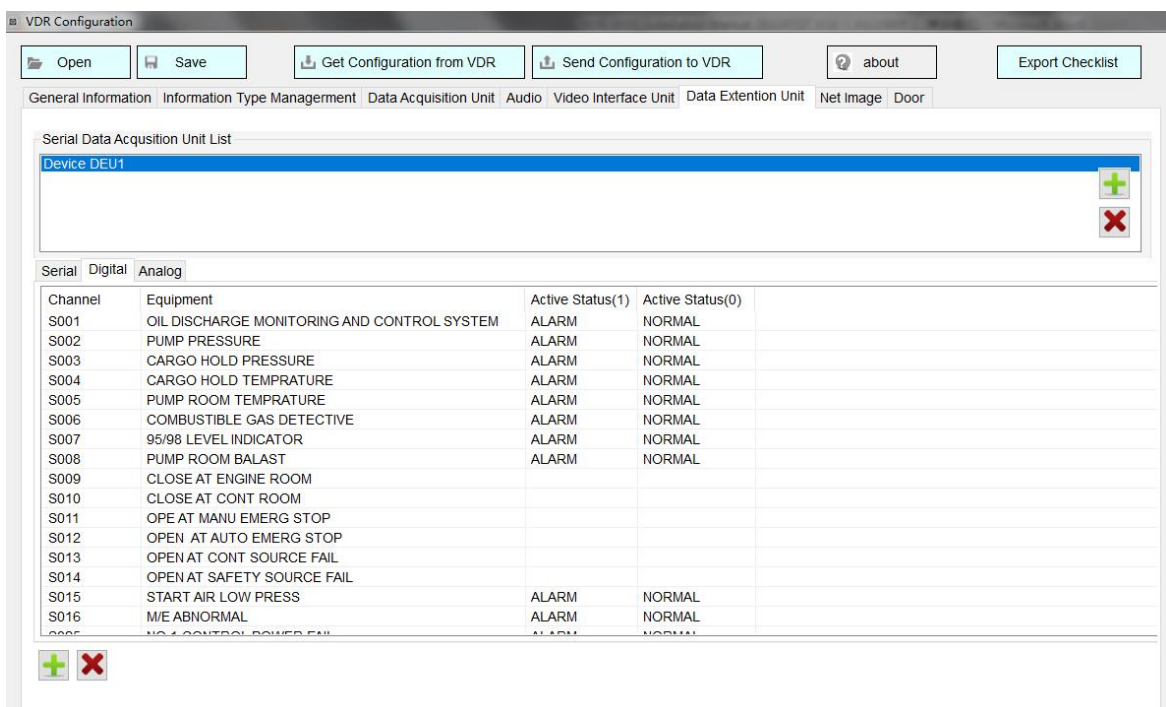 VDR Configuration
Open Save Get Configuration from VDR Send Configuration to VDR about Export Checklist
General Information Information Type Managerment Data Acquisition Unit Audio Video Interface Unit Data Extention Unit Net Image Door
Serial Data Acqusition Unit List
Device DEU1
Serial Digital Analog
Channel Equipment Active Status(1) Active Status(0)
S001 OIL DISCHARGE MONITORING AND CONTROL SYSTEM ALARM NORMAL
S002 PUMP PRESSURE ALARM NORMAL
S003 CARGO HOLD PRESSURE ALARM NORMAL
S004 CARGO HOLD TEMPRATURE ALARM NORMAL
S005 PUMP ROOM TEMPRATURE ALARM NORMAL
S006 COMBUSTIBLE GAS DETECTIVE ALARM NORMAL
S007 95/98 LEVEL INDICATOR ALARM NORMAL
S008 PUMP ROOM BALAST ALARM NORMAL
S009 CLOSE AT ENGINE ROOM
S010 CLOSE AT CONT ROOM
S011 OPE AT MANU EMERG STOP
S012 OPEN AT AUTO EMERG STOP
S013 OPEN AT CONT SOURCE FAIL
S014 OPEN AT SAFETY SOURCE FAIL
S015 START AIR LOW PRESS ALARM NORMAL
S016 M/E ABNORMAL ALARM NORMAL